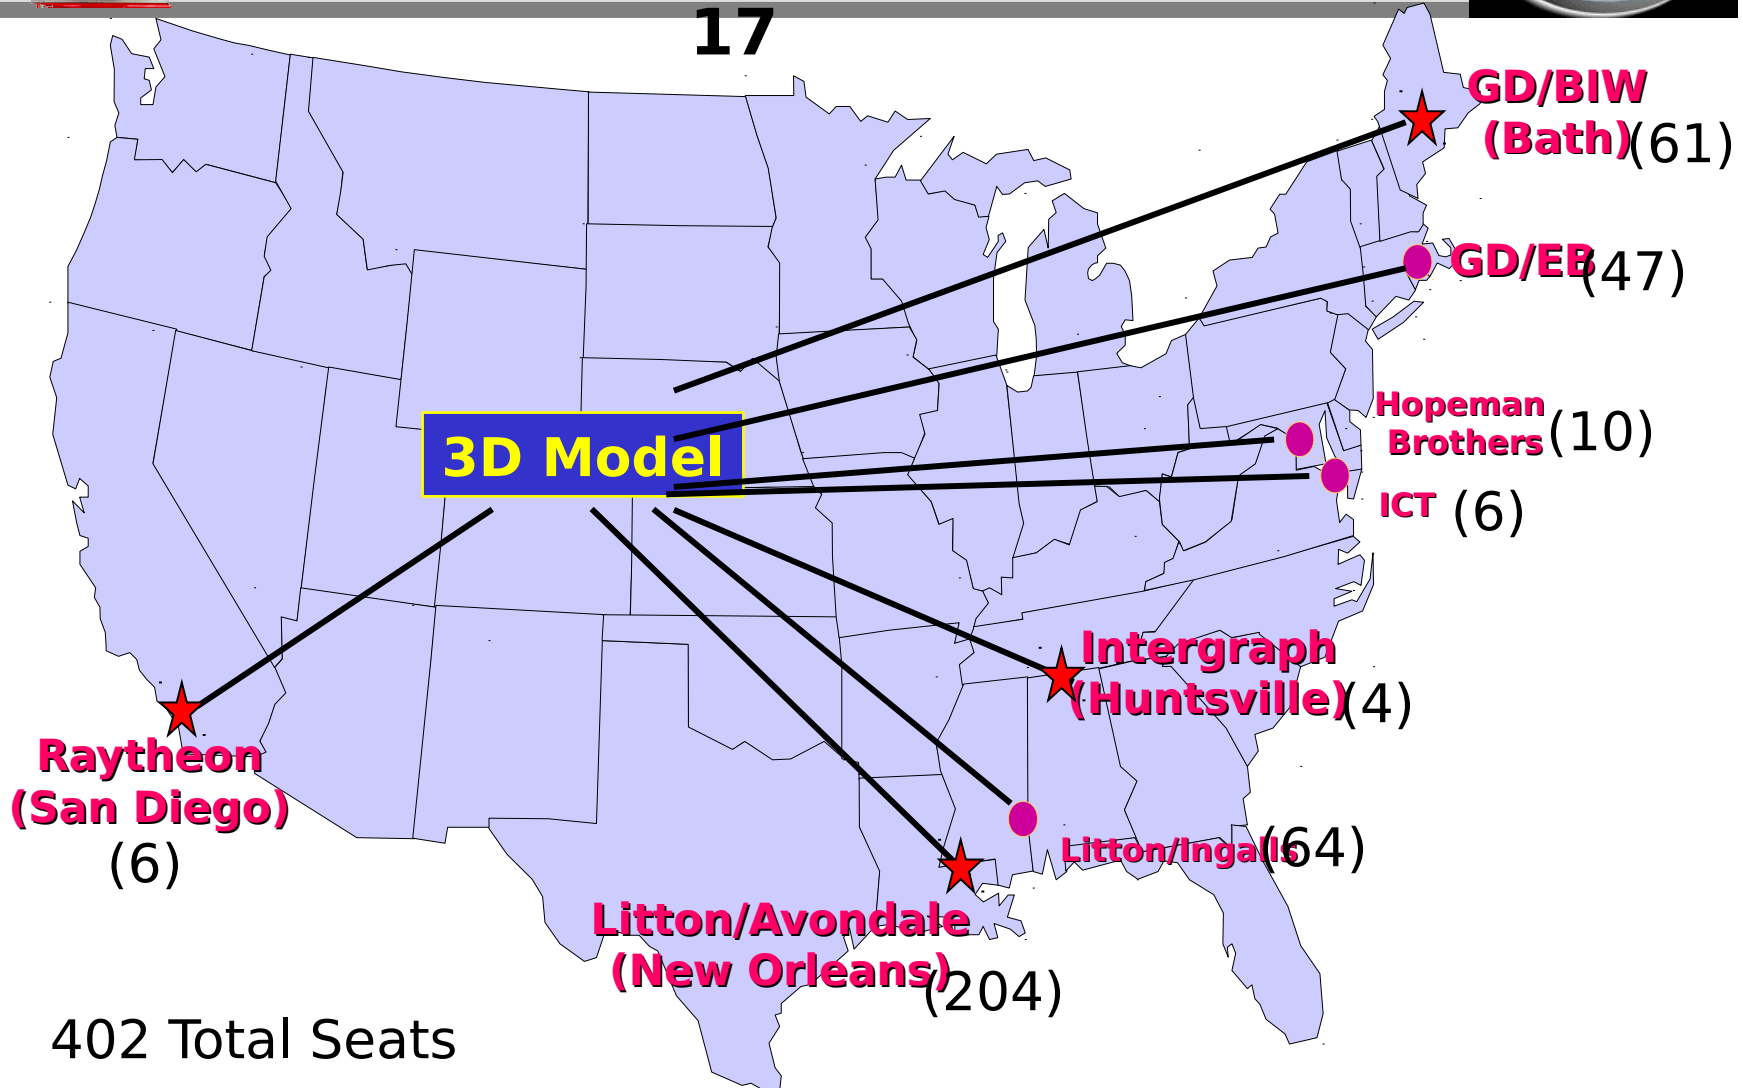 17
GD/BIW
(Bath)(61)
GD/EB(47)
Hopeman
Brothers(10)
ICT (6)
3D Model
Intergraph
(Huntsville)(4)
Raytheon
(San Diego)
(6)
Litton/Ingalls(64)
Litton/Avondale
(New Orleans)(204)
402 Total Seats